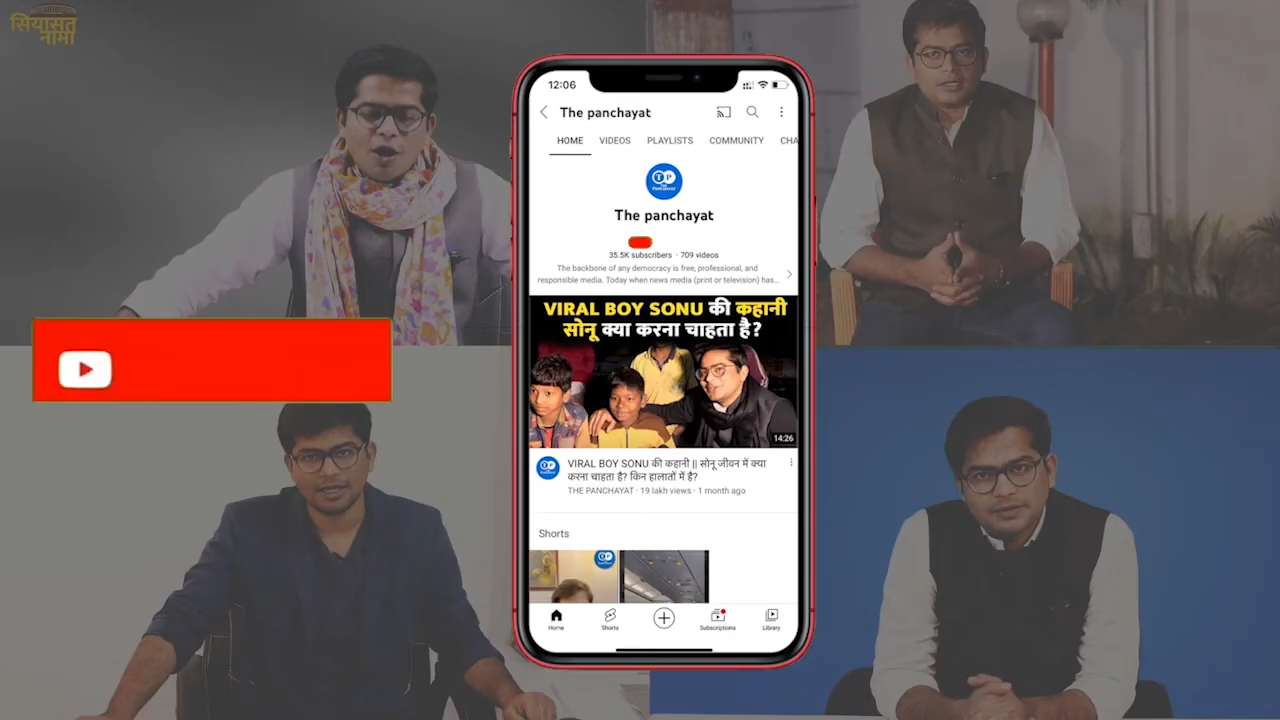 सियासत
नामा
12:06
The panchayat
HOME VIDEOS PLAYLISTS COMMUNITY CHA
TP
The panchayat
35.5K subscribers · 709 videos
The backbone of any democracy is free, professional, and
responsible media. Today when news media (print or television) has...
VIRAL BOY SONU की कहानी
सोनू क्या करना चाहता है?
14:26
VIRAL BOY SONU की कहानी || सोनू जीवन में क्या
करना चाहता है? किन हालातों में है?
THE PANCHAYAT · 19 lakh views · 1 month ago
Shorts
Home Shorts Subscriptions Library